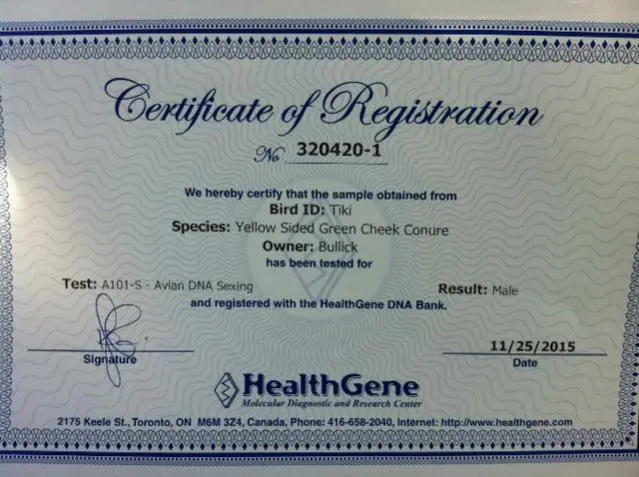 Certificate of Registration
No 320420-1
We hereby certify that the sample obtained from
Bird ID: Tiki
Species: Yellow Sided Green Cheek Conure
Owner: Bullick
has been tested for
Test: A101-S - Avian DNA Sexing Result: Male
and registered with the HealthGene DNA Bank.
11/25/2015
Signature Date
HealthGene
Molecular Diagnostic and Research Center
2175 Keele St., Toronto, ON M6M 3Z4, Canada, Phone: 416-658-2040, Internet: http://www.healthgene.com